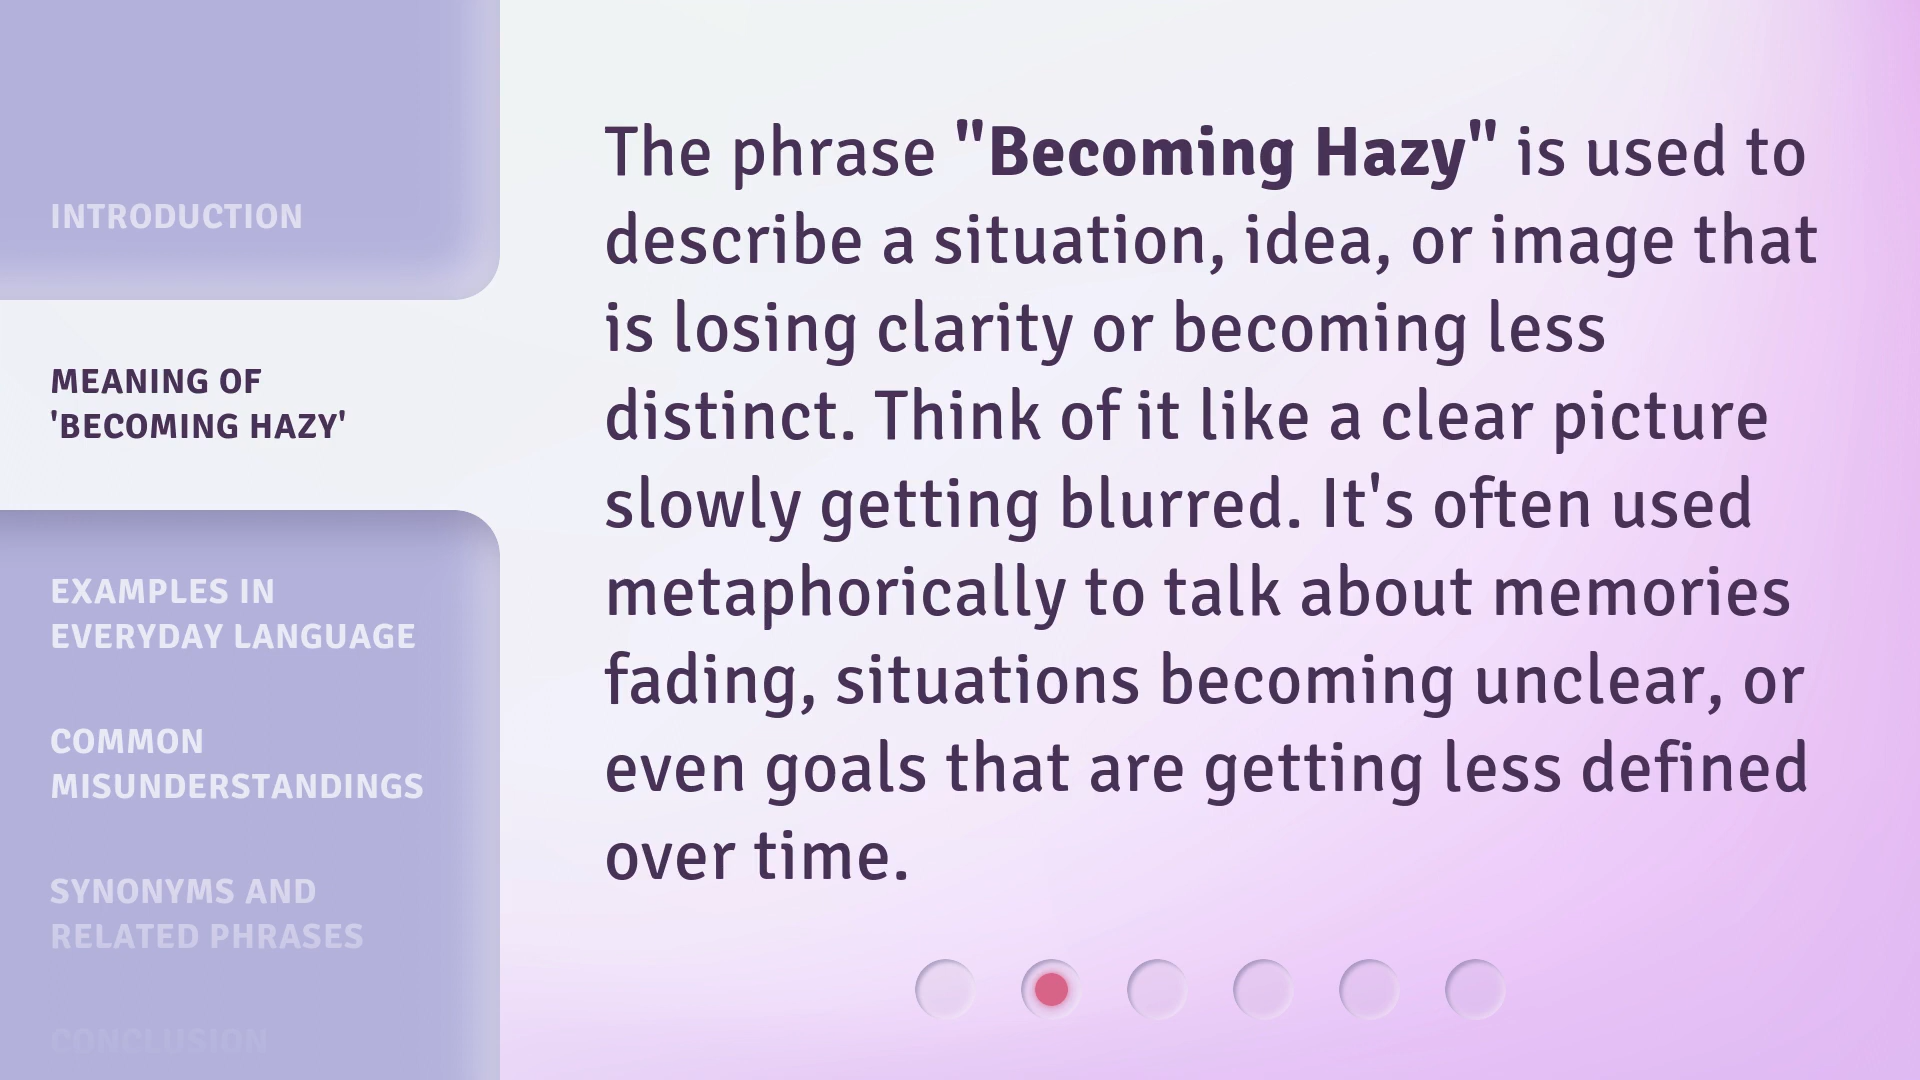 INTRODUCTION
MEANING OF
'BECOMING HAZY'
EXAMPLES IN
EVERYDAY LANGUAGE
COMMON
MISUNDERSTANDINGS
SYNONYMS AND
RELATED PHRASES
CONCLUSION
The phrase "Becoming Hazy" is used to
describe a situation, idea, or image that
is losing clarity or becoming less
distinct. Think of it like a clear picture
slowly getting blurred. It's often used
metaphorically to talk about memories
fading, situations becoming unclear, or
even goals that are getting less defined
over time.